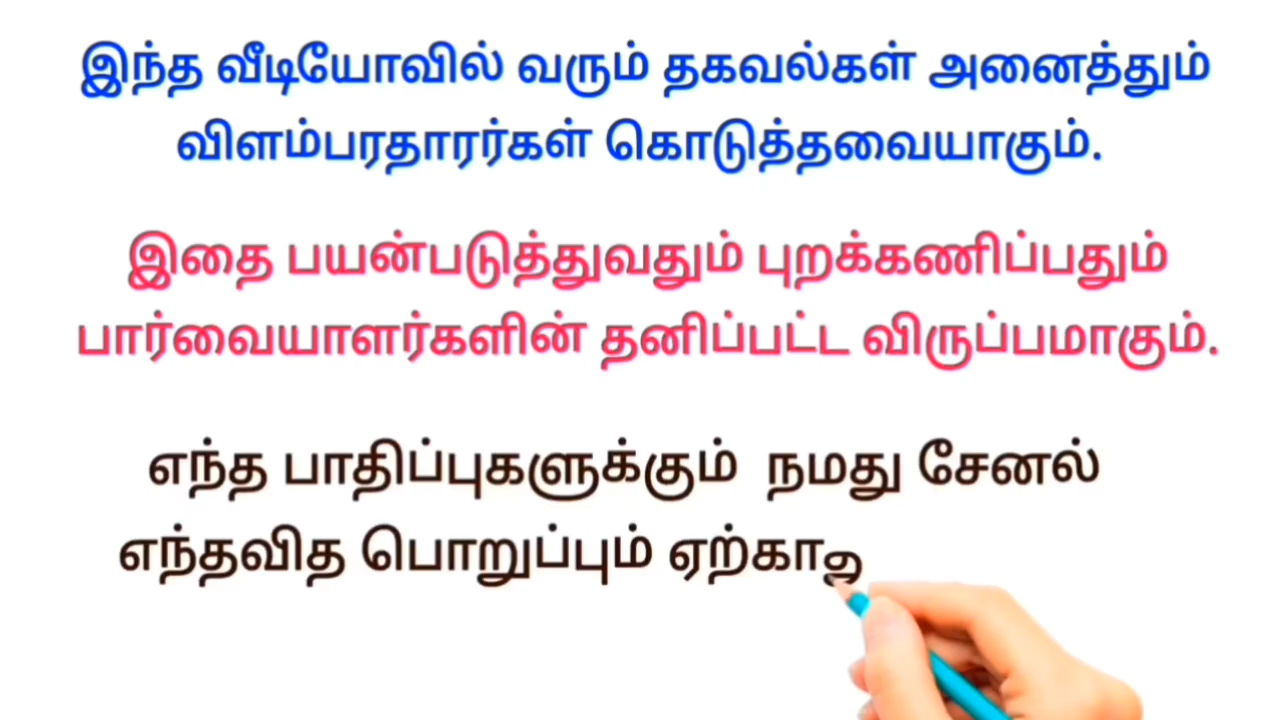 இந்த வீடியோவில் வரும் தகவல்கள் அனைத்தும்
விளம்பரதாரர்கள் கொடுத்தவையாகும்.
இதை பயன்படுத்துவதும் புறக்கணிப்பதும்
பார்வையாளர்களின் தனிப்பட்ட விருப்பமாகும்.
எந்த பாதிப்புகளுக்கும் நமது சேனல்
எந்தவித பொறுப்பும்